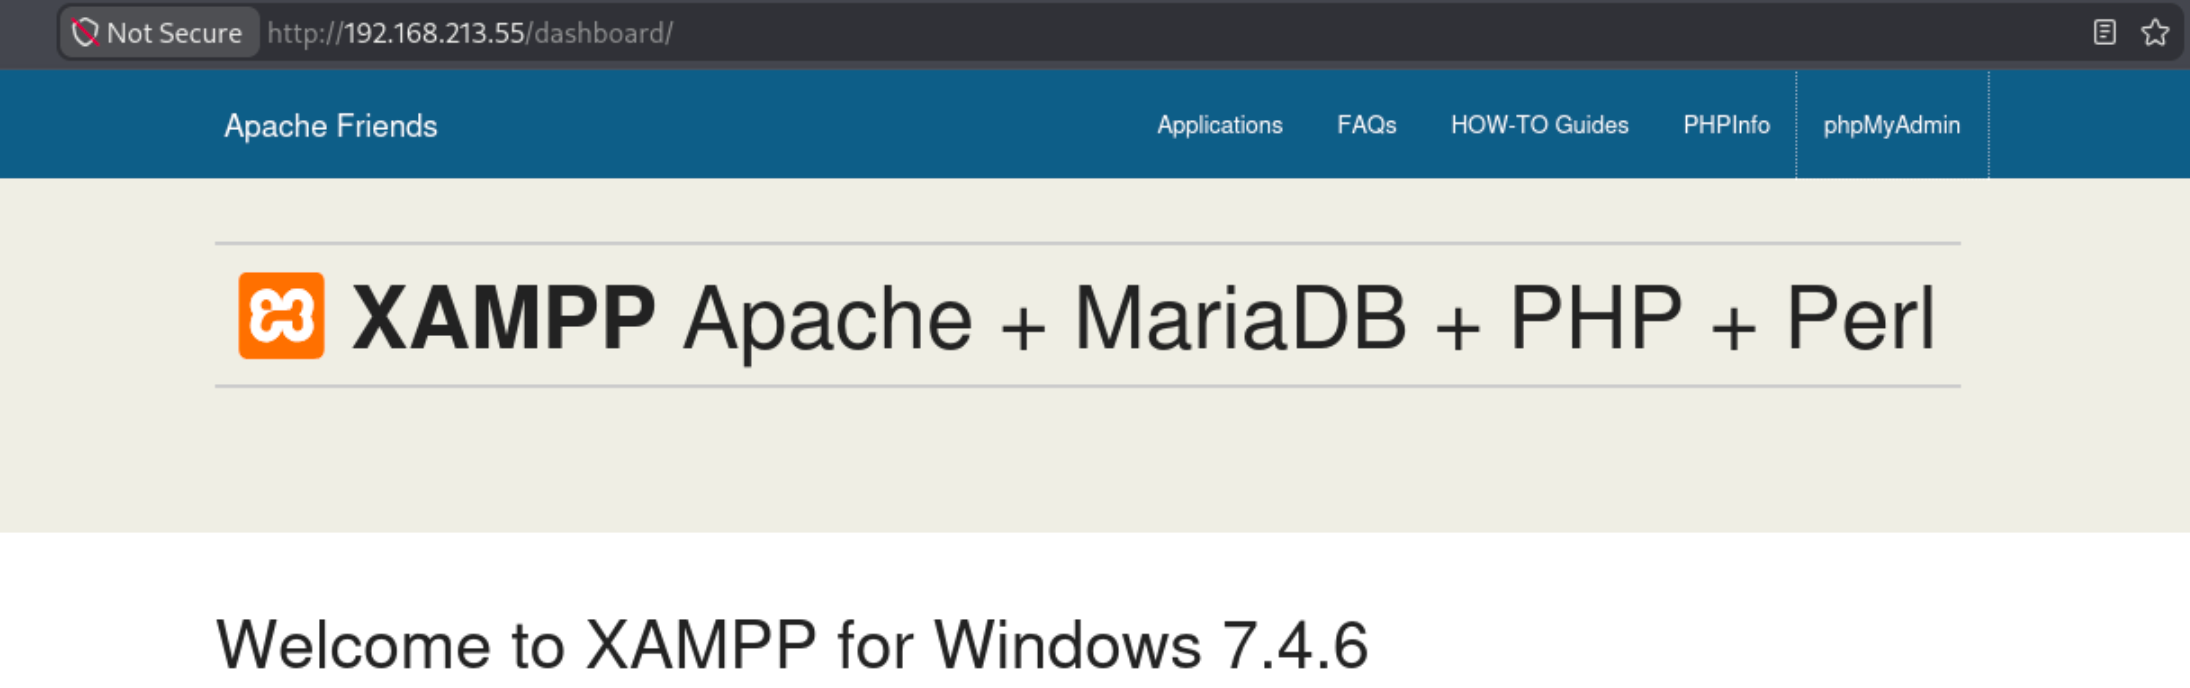 Not Secure http://192.168.213.55/dashboard/
Apache Friends Applications FAQs HOW-TO Guides PHPInfo phpMyAdmin
XAMPP Apache + MariaDB + PHP + Perl
Welcome to XAMPP for Windows 7.4.6